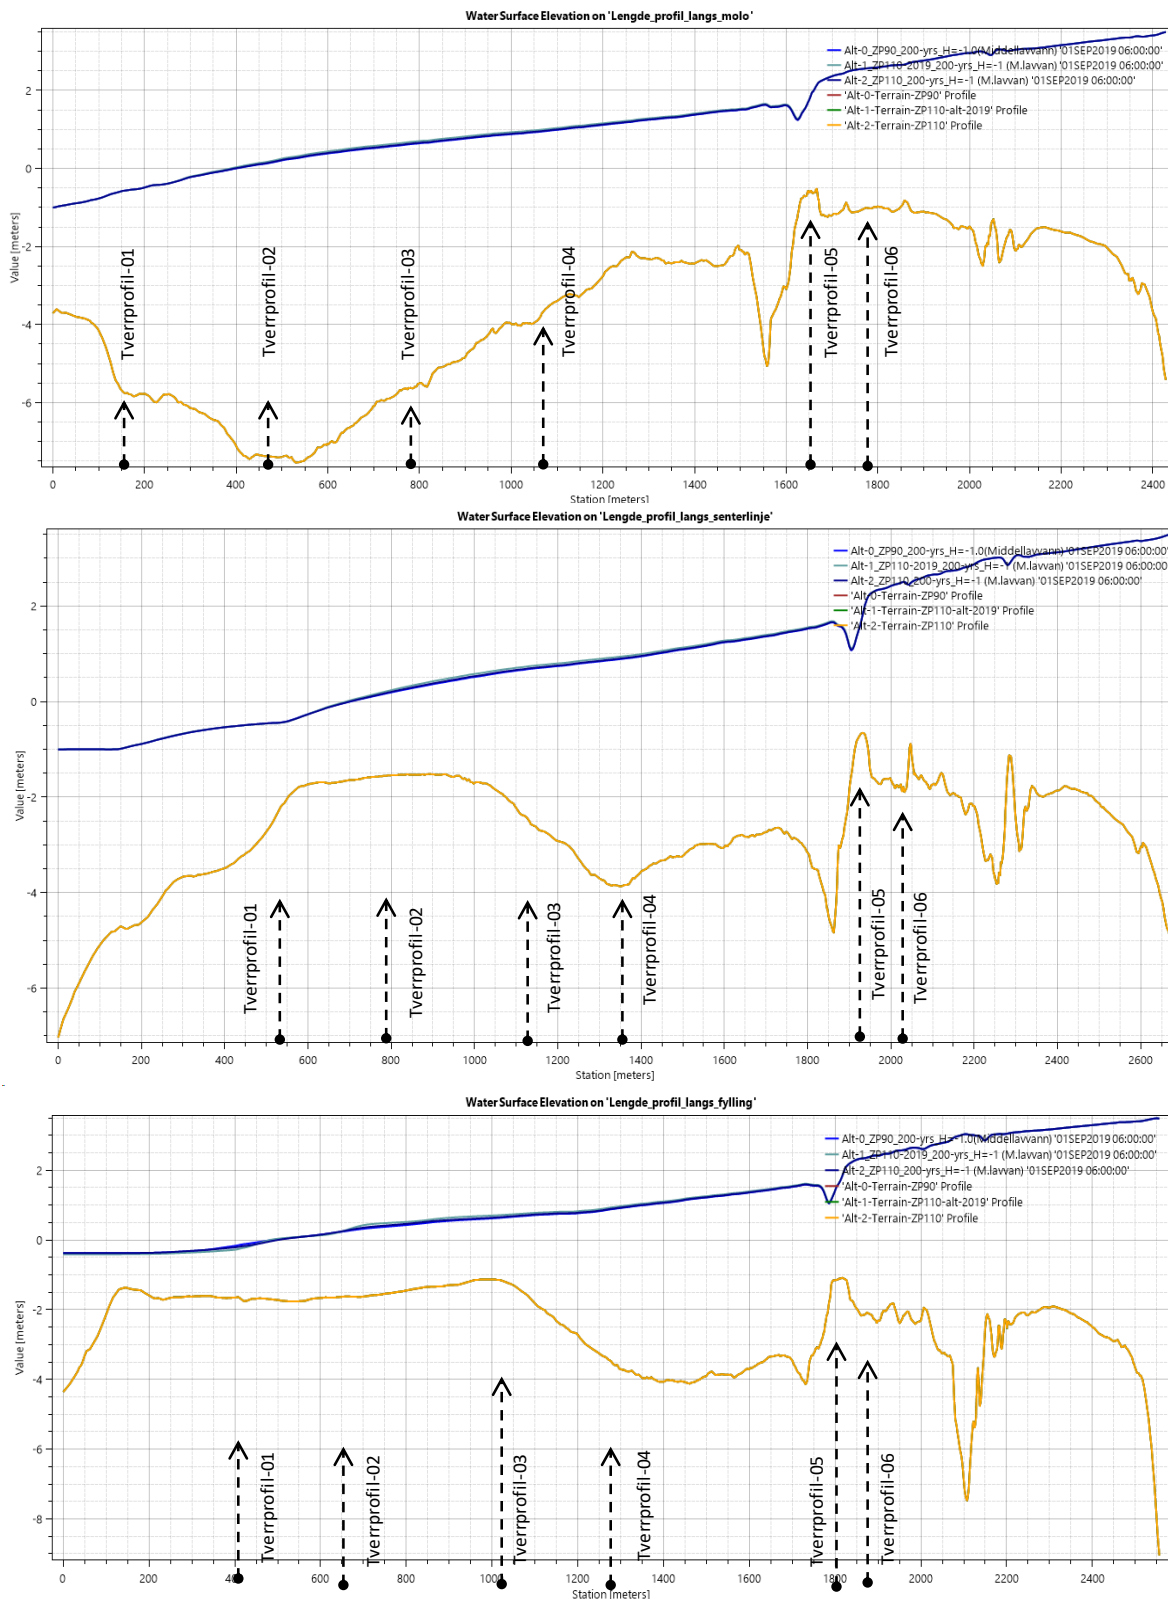 Water Surface Elevation on 'Lengde_profil_langs_molo'
Alt-0_ZP90_200-yrs_H=-1.0(Middellavvann) '01SEP2019 06:00:00'
Alt-1_ZP110-2019_200-yrs_H=-1 (M.lavvan) '01SEP2019 06:00:00'
Alt-2_ZP110_200-yrs_H=-1 (M.lavvan) '01SEP2019 06:00:00'
'Alt-0-Terrain-ZP90' Profile
'Alt-1-Terrain-ZP110-alt-2019' Profile
'Alt-2-Terrain-ZP110' Profile
2
0
-2
-4
-6
Value [meters]
Tverrprofil-01
Tverrprofil-02
Tverrprofil-03
Tverrprofil-04
Tverrprofil-05
Tverrprofil-06
0 200 400 600 800 1000 1200 1400 1600 1800 2000 2200 2400
Station [meters]
Water Surface Elevation on 'Lengde_profil_langs_senterlinje'
Alt-0_ZP90_200-yrs_H=-1.0(Middellavvann) '01SEP2019 06:00:00'
Alt-1_ZP110-2019_200-yrs_H=-1 (M.lavvan) '01SEP2019 06:00:00'
Alt-2_ZP110_200-yrs_H=-1 (M.lavvan) '01SEP2019 06:00:00'
'Alt-0-Terrain-ZP90' Profile
'Alt-1-Terrain-ZP110-alt-2019' Profile
'Alt-2-Terrain-ZP110' Profile
2
0
-2
-4
-6
Value [meters]
Tverrprofil-01
Tverrprofil-02
Tverrprofil-03
Tverrprofil-04
Tverrprofil-05
Tverrprofil-06
0 200 400 600 800 1000 1200 1400 1600 1800 2000 2200 2400 2600
Station [meters]
Water Surface Elevation on 'Lengde_profil_langs_fylling'
Alt-0_ZP90_200-yrs_H=-1.0(Middellavvann) '01SEP2019 06:00:00'
Alt-1_ZP110-2019_200-yrs_H=-1 (M.lavvan) '01SEP2019 06:00:00'
Alt-2_ZP110_200-yrs_H=-1 (M.lavvan) '01SEP2019 06:00:00'
'Alt-0-Terrain-ZP90' Profile
'Alt-1-Terrain-ZP110-alt-2019' Profile
'Alt-2-Terrain-ZP110' Profile
2
0
-2
-4
-6
-8
Value [meters]
Tverrprofil-01
Tverrprofil-02
Tverrprofil-03
Tverrprofil-04
Tverrprofil-05
Tverrprofil-06
0 200 400 600 800 1000 1200 1400 1600 1800 2000 2200 2400
Station [meters]